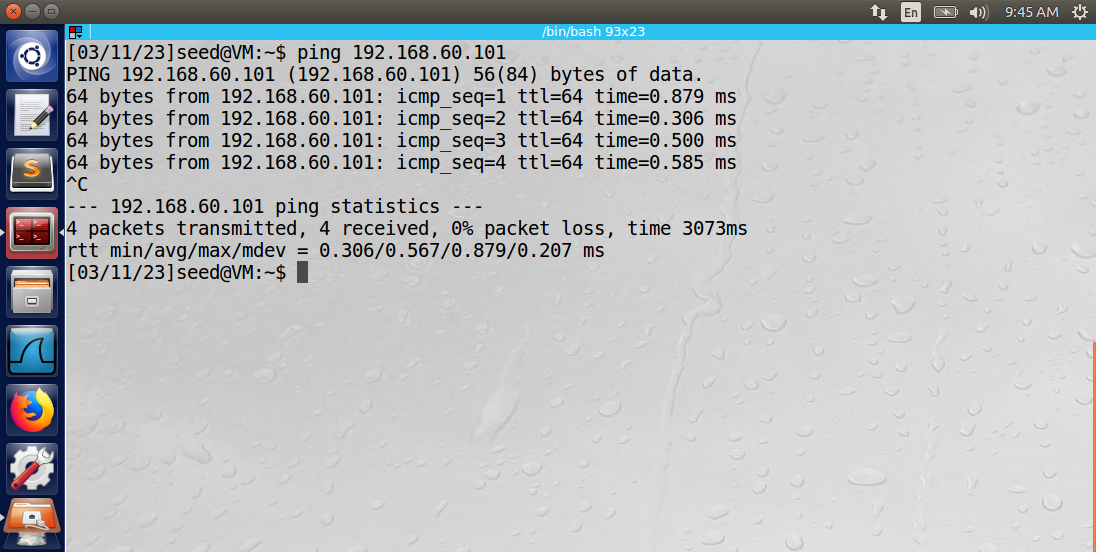 En
9:45 AM
/bin/bash 93x23
[03/11/23]seed@VM:~$ ping 192.168.60.101
PING 192.168.60.101 (192.168.60.101) 56(84) bytes of data.
64 bytes from 192.168.60.101: icmp_seq=1 ttl=64 time=0.879 ms
64 bytes from 192.168.60.101: icmp_seq=2 ttl=64 time=0.306 ms
64 bytes from 192.168.60.101: icmp_seq=3 ttl=64 time=0.500 ms
64 bytes from 192.168.60.101: icmp_seq=4 ttl=64 time=0.585 ms
^C
--- 192.168.60.101 ping statistics ---
4 packets transmitted, 4 received, 0% packet loss, time 3073ms
rtt min/avg/max/mdev = 0.306/0.567/0.879/0.207 ms
[03/11/23]seed@VM:~$